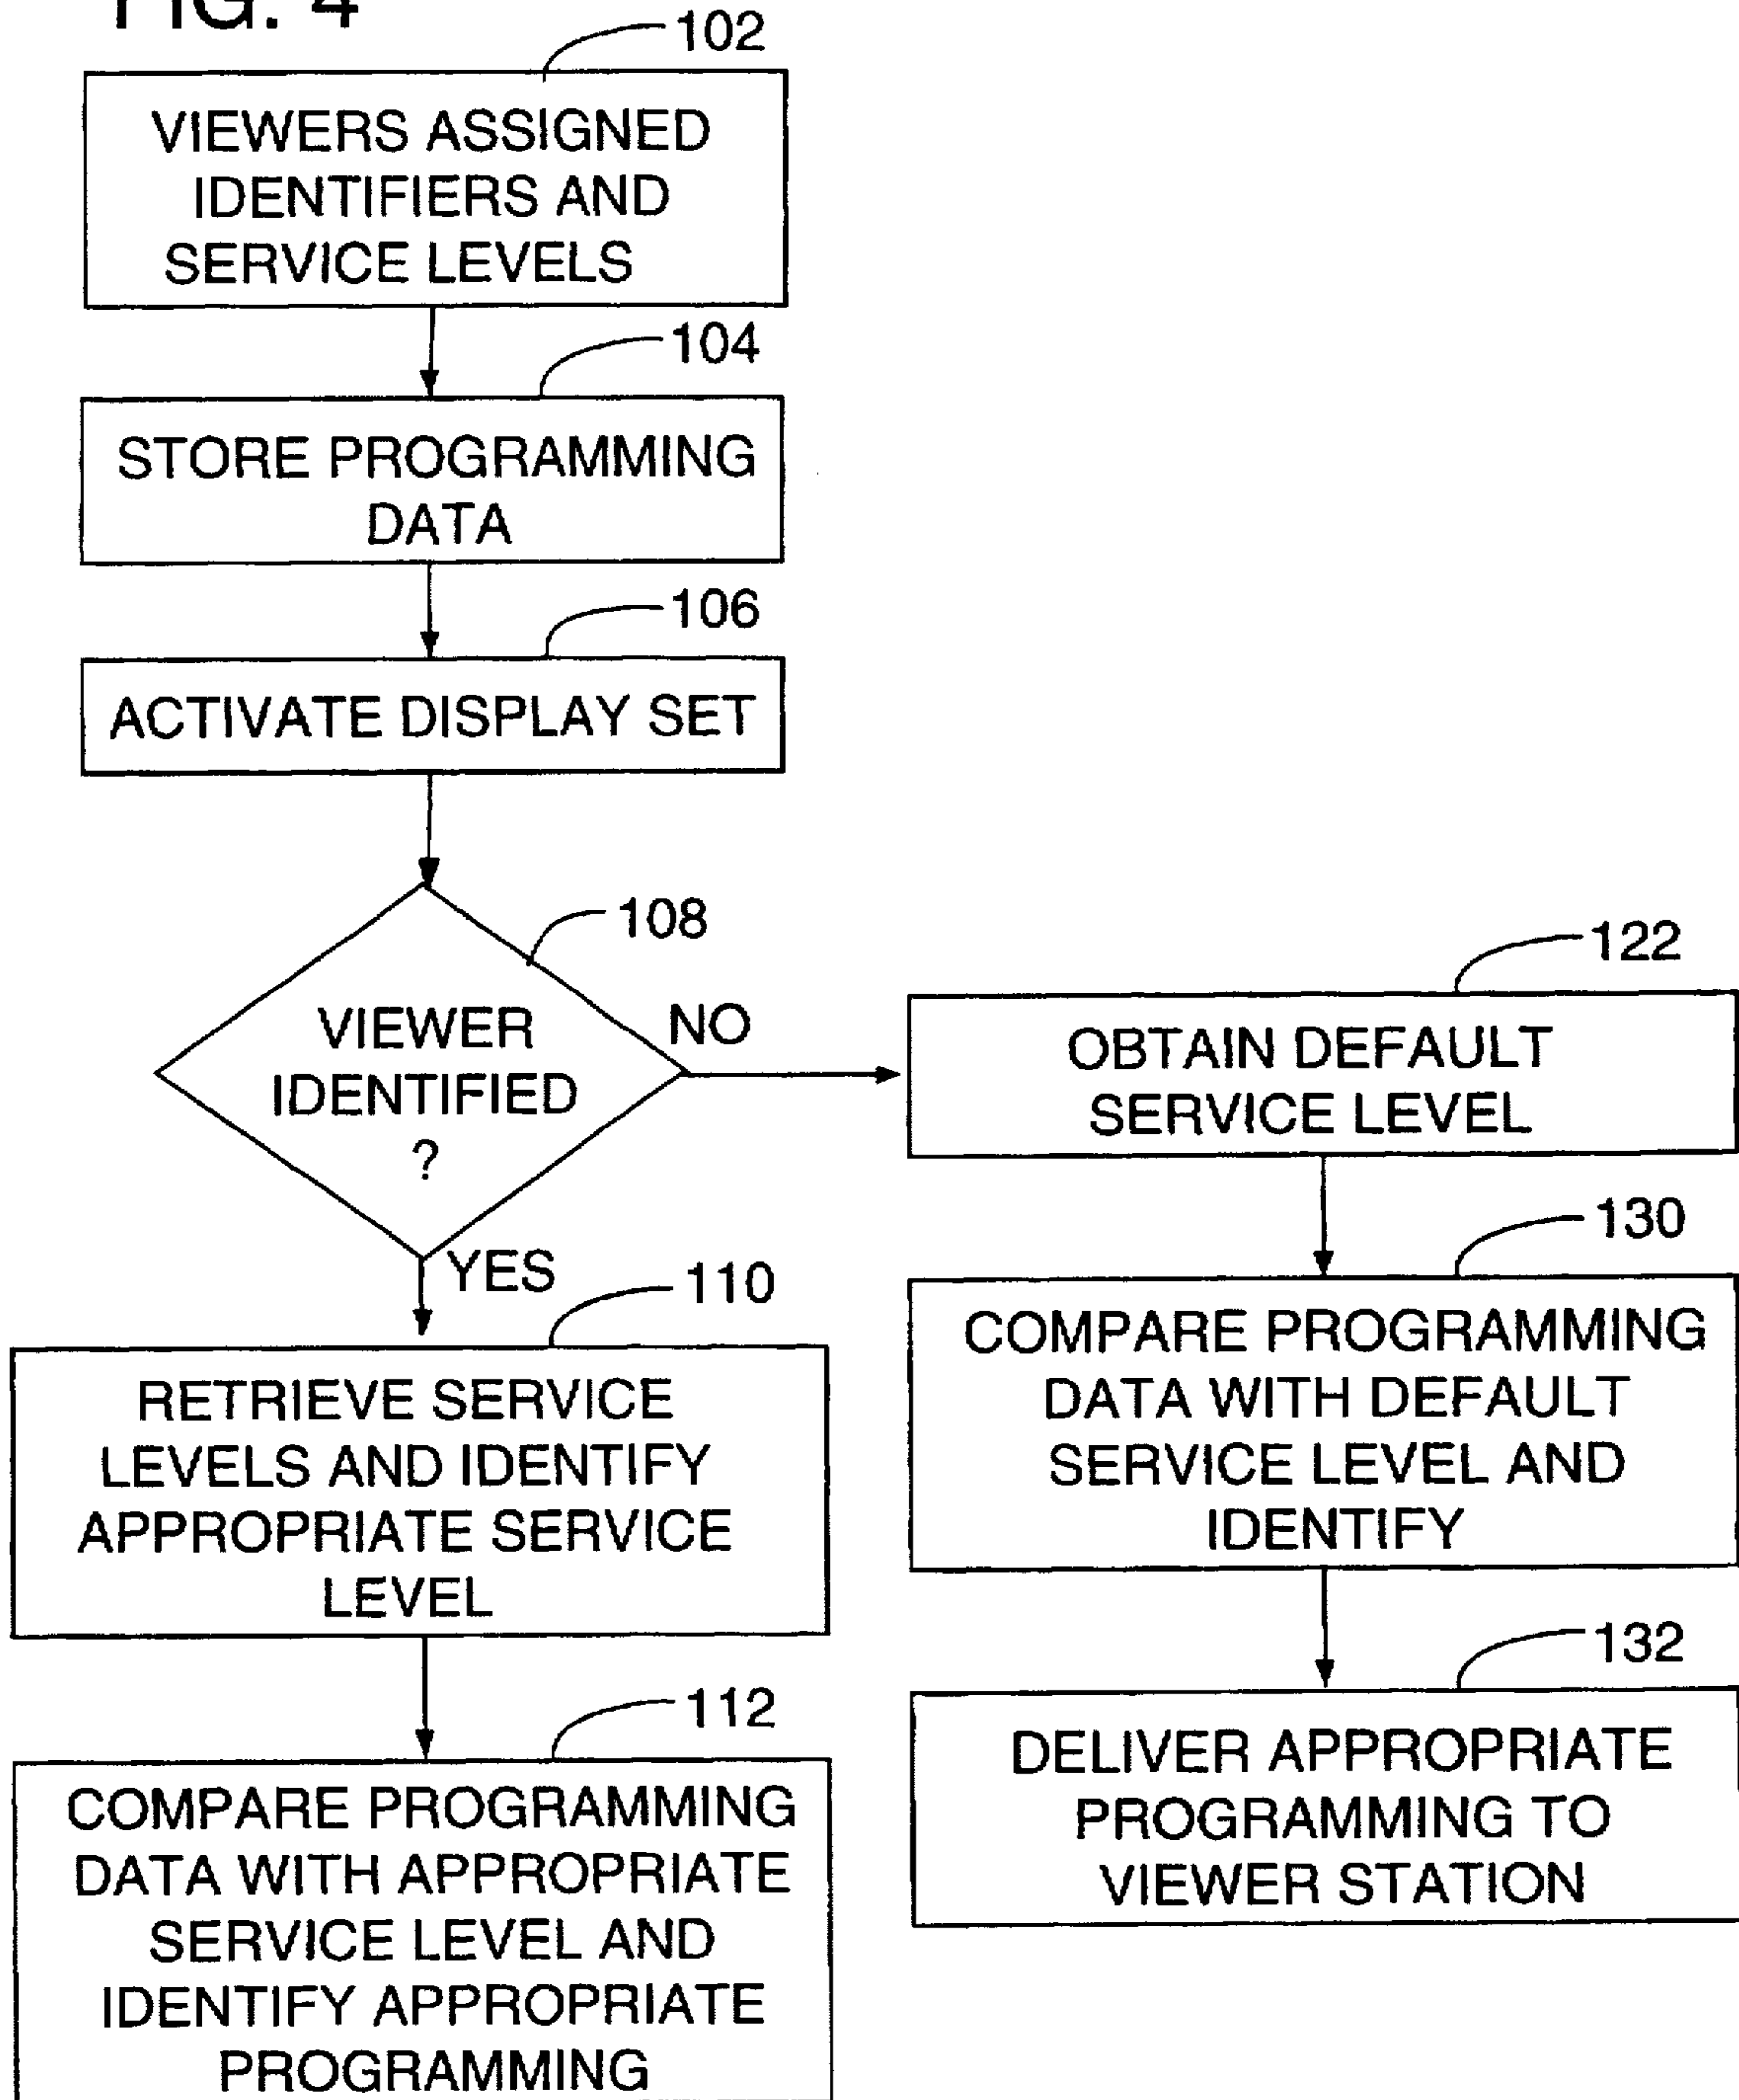 FIG. 4
102
VIEWERS ASSIGNED
IDENTIFIERS AND
SERVICE LEVELS
104
STORE PROGRAMMING
DATA
106
ACTIVATE DISPLAY SET
108
VIEWER
IDENTIFIED
?
NO
YES
122
OBTAIN DEFAULT
SERVICE LEVEL
130
COMPARE PROGRAMMING
DATA WITH DEFAULT
SERVICE LEVEL AND
IDENTIFY
132
DELIVER APPROPRIATE
PROGRAMMING TO
VIEWER STATION
110
RETRIEVE SERVICE
LEVELS AND IDENTIFY
APPROPRIATE SERVICE
LEVEL
112
COMPARE PROGRAMMING
DATA WITH APPROPRIATE
SERVICE LEVEL AND
IDENTIFY APPROPRIATE
PROGRAMMING